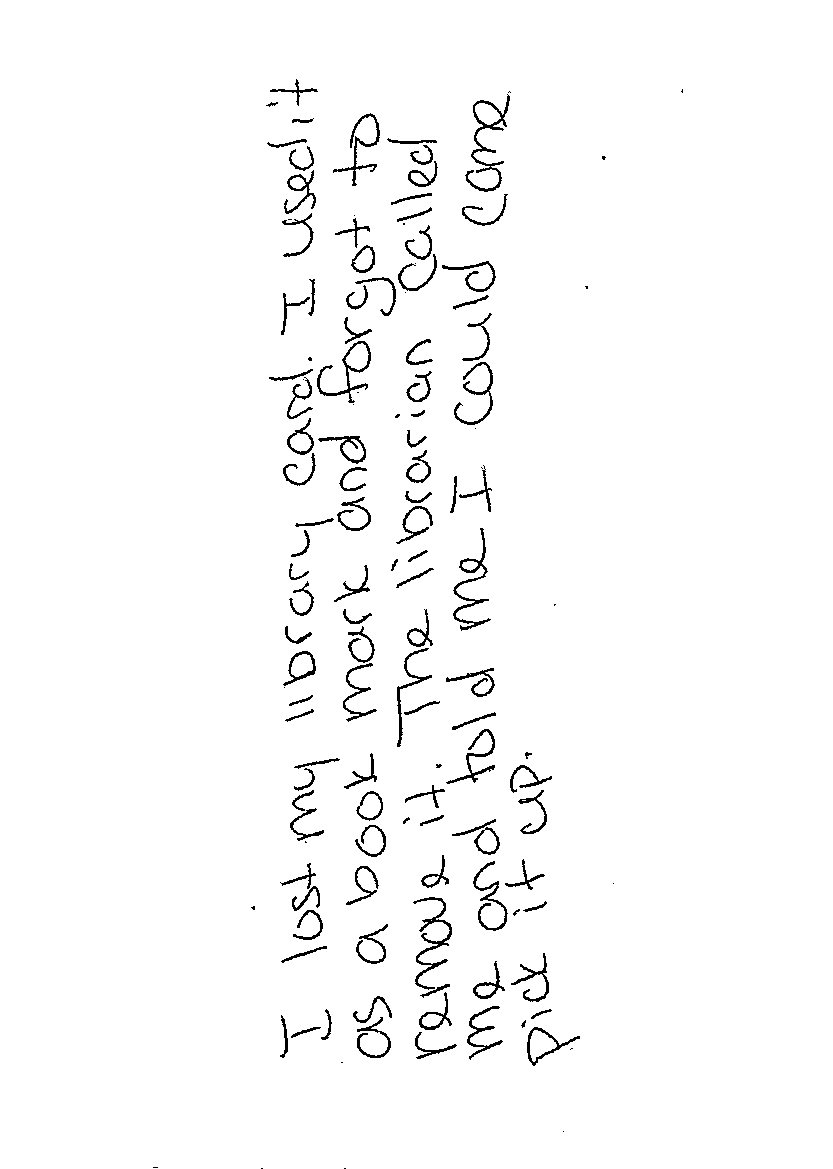 I lost my library card. I used it
as a book mark and forgot to
remove it. The librarian called
me and told me I could come
pick it up.